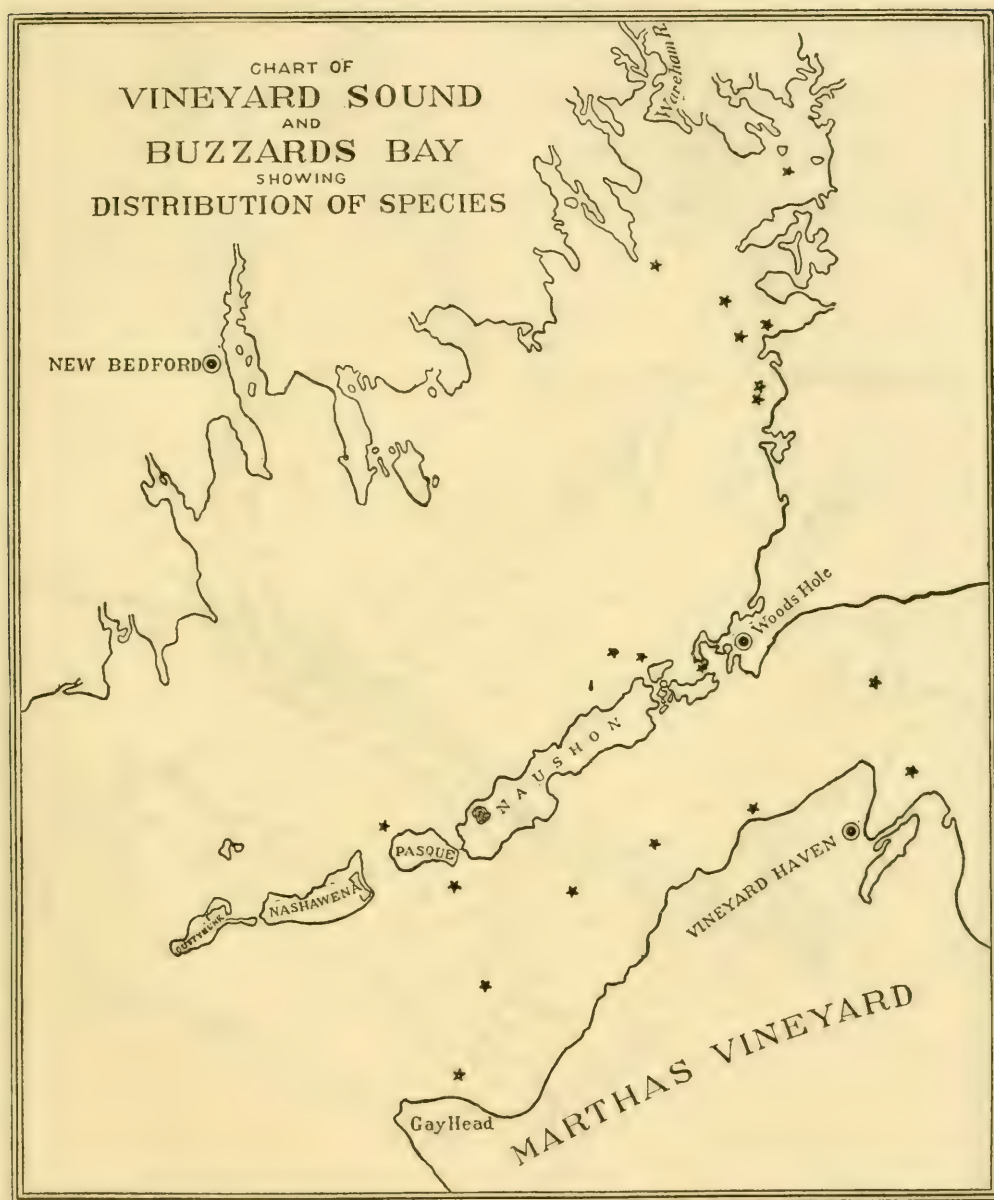 CHART OF
VINEYARD SOUND
AND
BUZZARDS BAY
SHOWING
DISTRIBUTION OF SPECIES
Wareham R.
NEW BEDFORD
Woods Hole
NAUSHON
PASQUE
NASHAWENA
CUTTYHUNK
VINEYARD HAVEN
MARTHAS VINEYARD
Gay Head